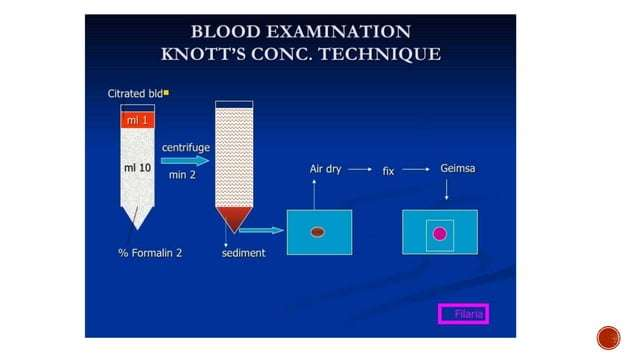 BLOOD EXAMINATION
KNOTT'S CONC. TECHNIQUE
Citrated bld
ml 1
ml 10
centrifuge
min 2
Air dry
fix
Geimsa
% Formalin 2
sediment
Filaria